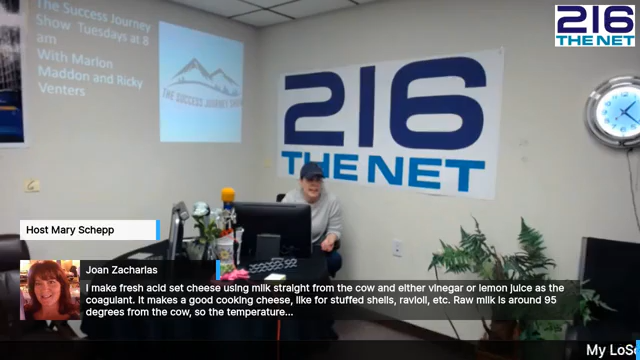 The Success Journey
Show Tuesdays at 8
am
With Marlon
Maddon and Ricky
Venters
THE SUCCESS JOURNEY SHOW
216
THE NET
216
THE NET
Host Mary Schepp
Joan Zacharias
I make fresh acid set cheese using milk straight from the cow and either vinegar or lemon juice as the
coagulant. It makes a good cooking cheese, like for stuffed shells, ravioli, etc. Raw milk is around 95
degrees from the cow, so the temperature...
My LoS